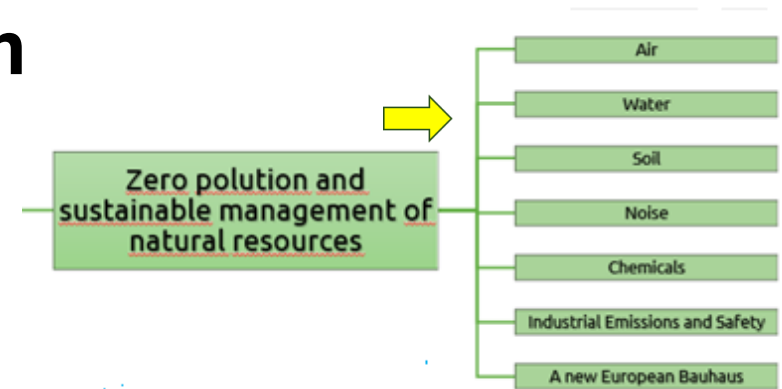 n
Zero polution and
sustainable management of
natural resources
Air
Water
Soil
Noise
Chemicals
Industrial Emissions and Safety
A new European Bauhaus